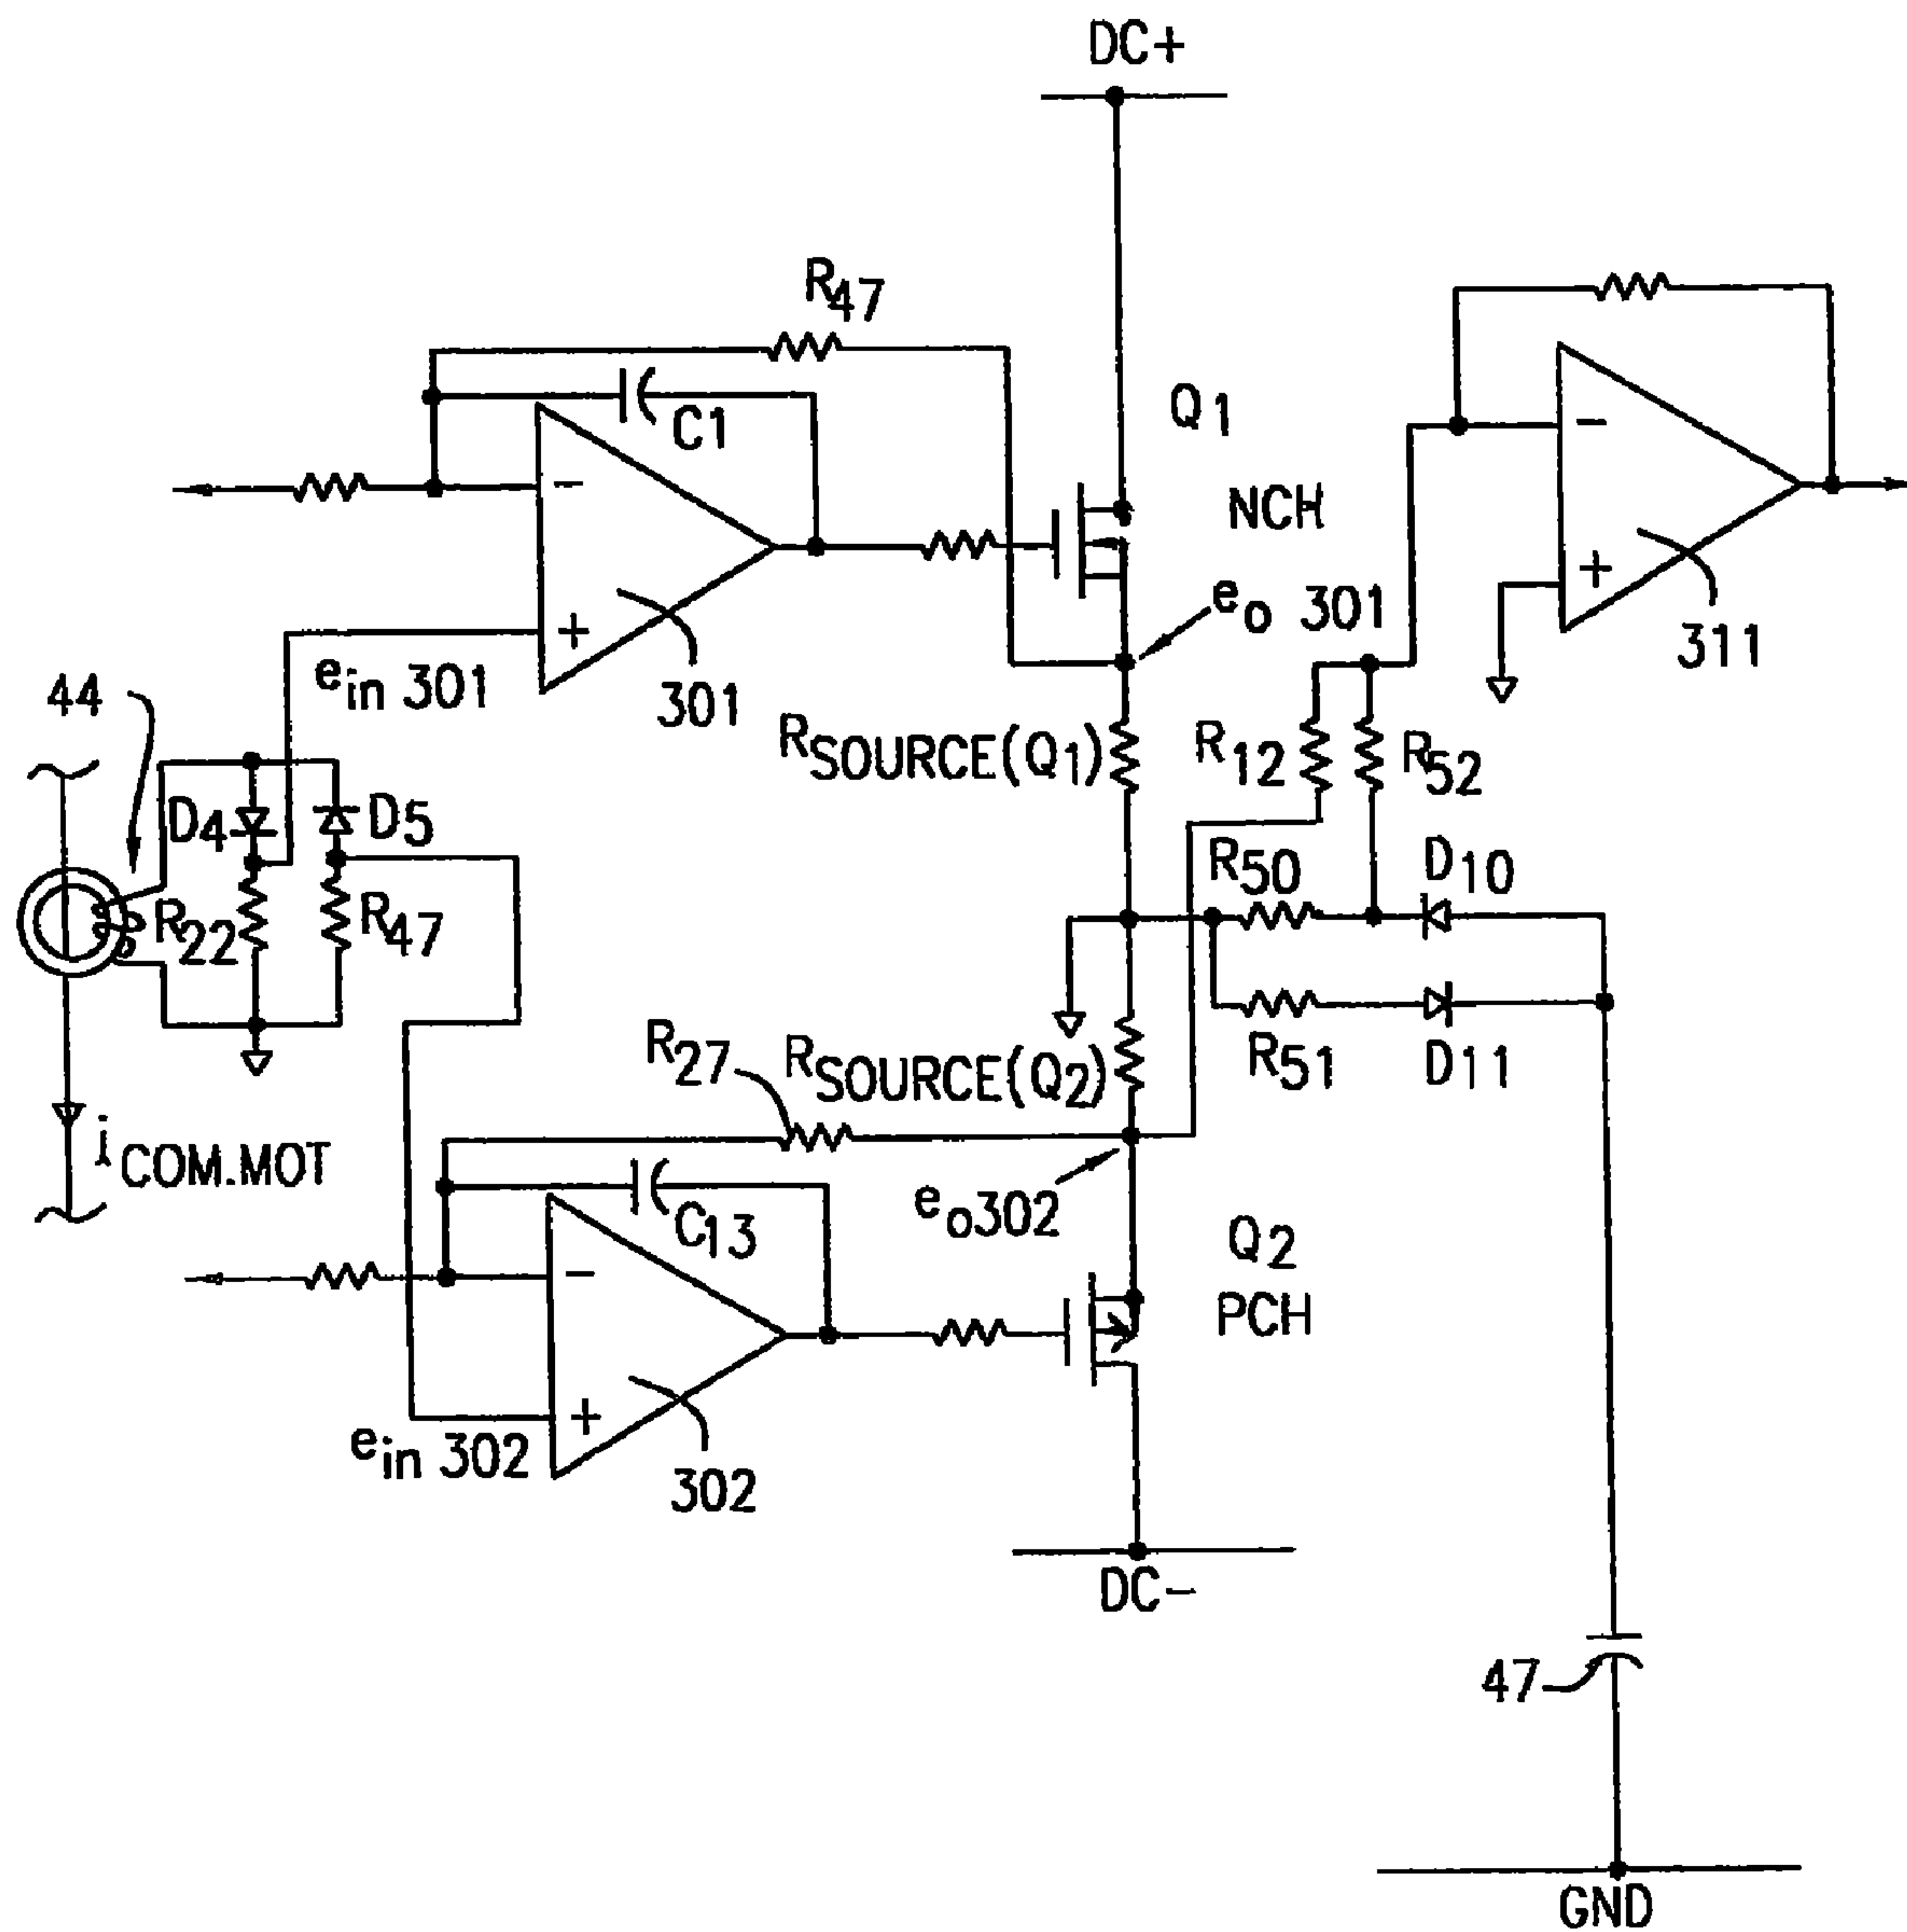 DC+
R47
C1
Q1
NCH
−
+
−
+
eo 301
311
ein 301
301
44
RSOURCE(Q1)
R12
R52
D4
D5
R50
D10
R22
R47
R51
D11
R27
RSOURCE(Q2)
iCOM.MOT
eo302
C13
Q2
PCH
−
+
ein 302
302
DC−
47
GND